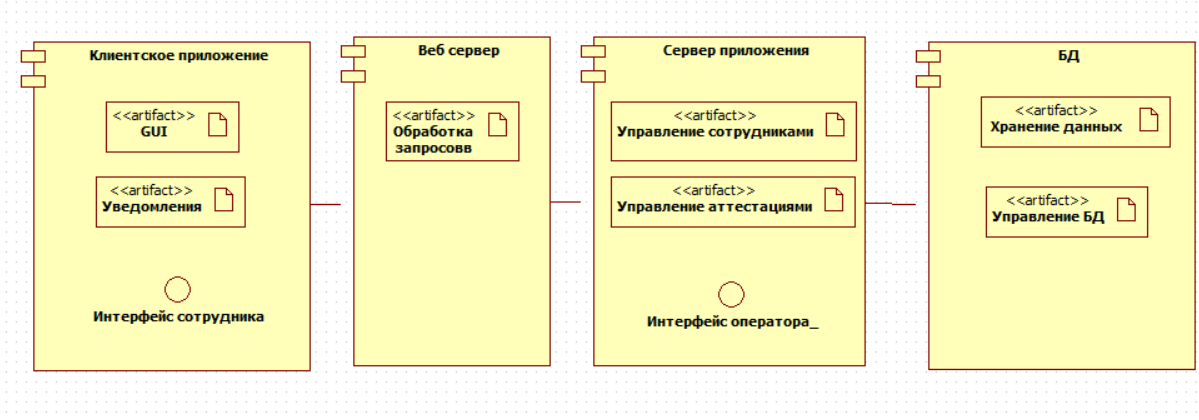 Клиентское приложение
<<artifact>>
GUI
<<artifact>>
Уведомления
Интерфейс сотрудника
Веб сервер
<<artifact>>
Обработка
запросовв
Сервер приложения
<<artifact>>
Управление сотрудниками
<<artifact>>
Управление аттестациями
Интерфейс оператора_
БД
<<artifact>>
Хранение данных
<<artifact>>
Управление БД